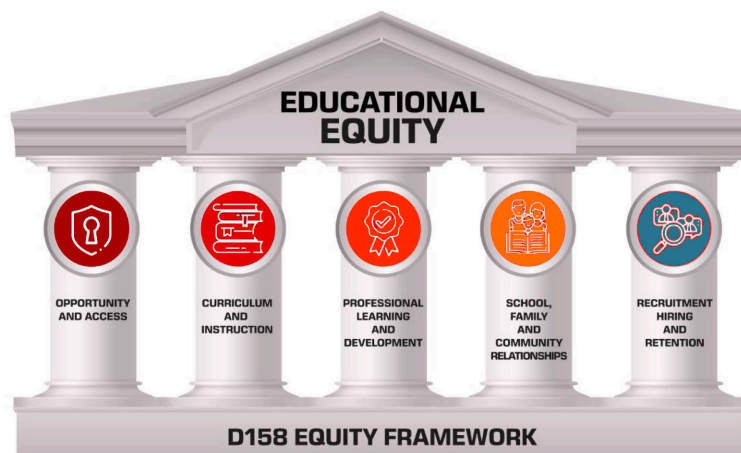 EDUCATIONAL
EQUITY
OPPORTUNITY
AND ACCESS
CURRICULUM
AND
INSTRUCTION
PROFESSIONAL
LEARNING
AND
DEVELOPMENT
SCHOOL,
FAMILY
AND
COMMUNITY
RELATIONSHIPS
RECRUITMENT
HIRING
AND
RETENTION
D158 EQUITY FRAMEWORK